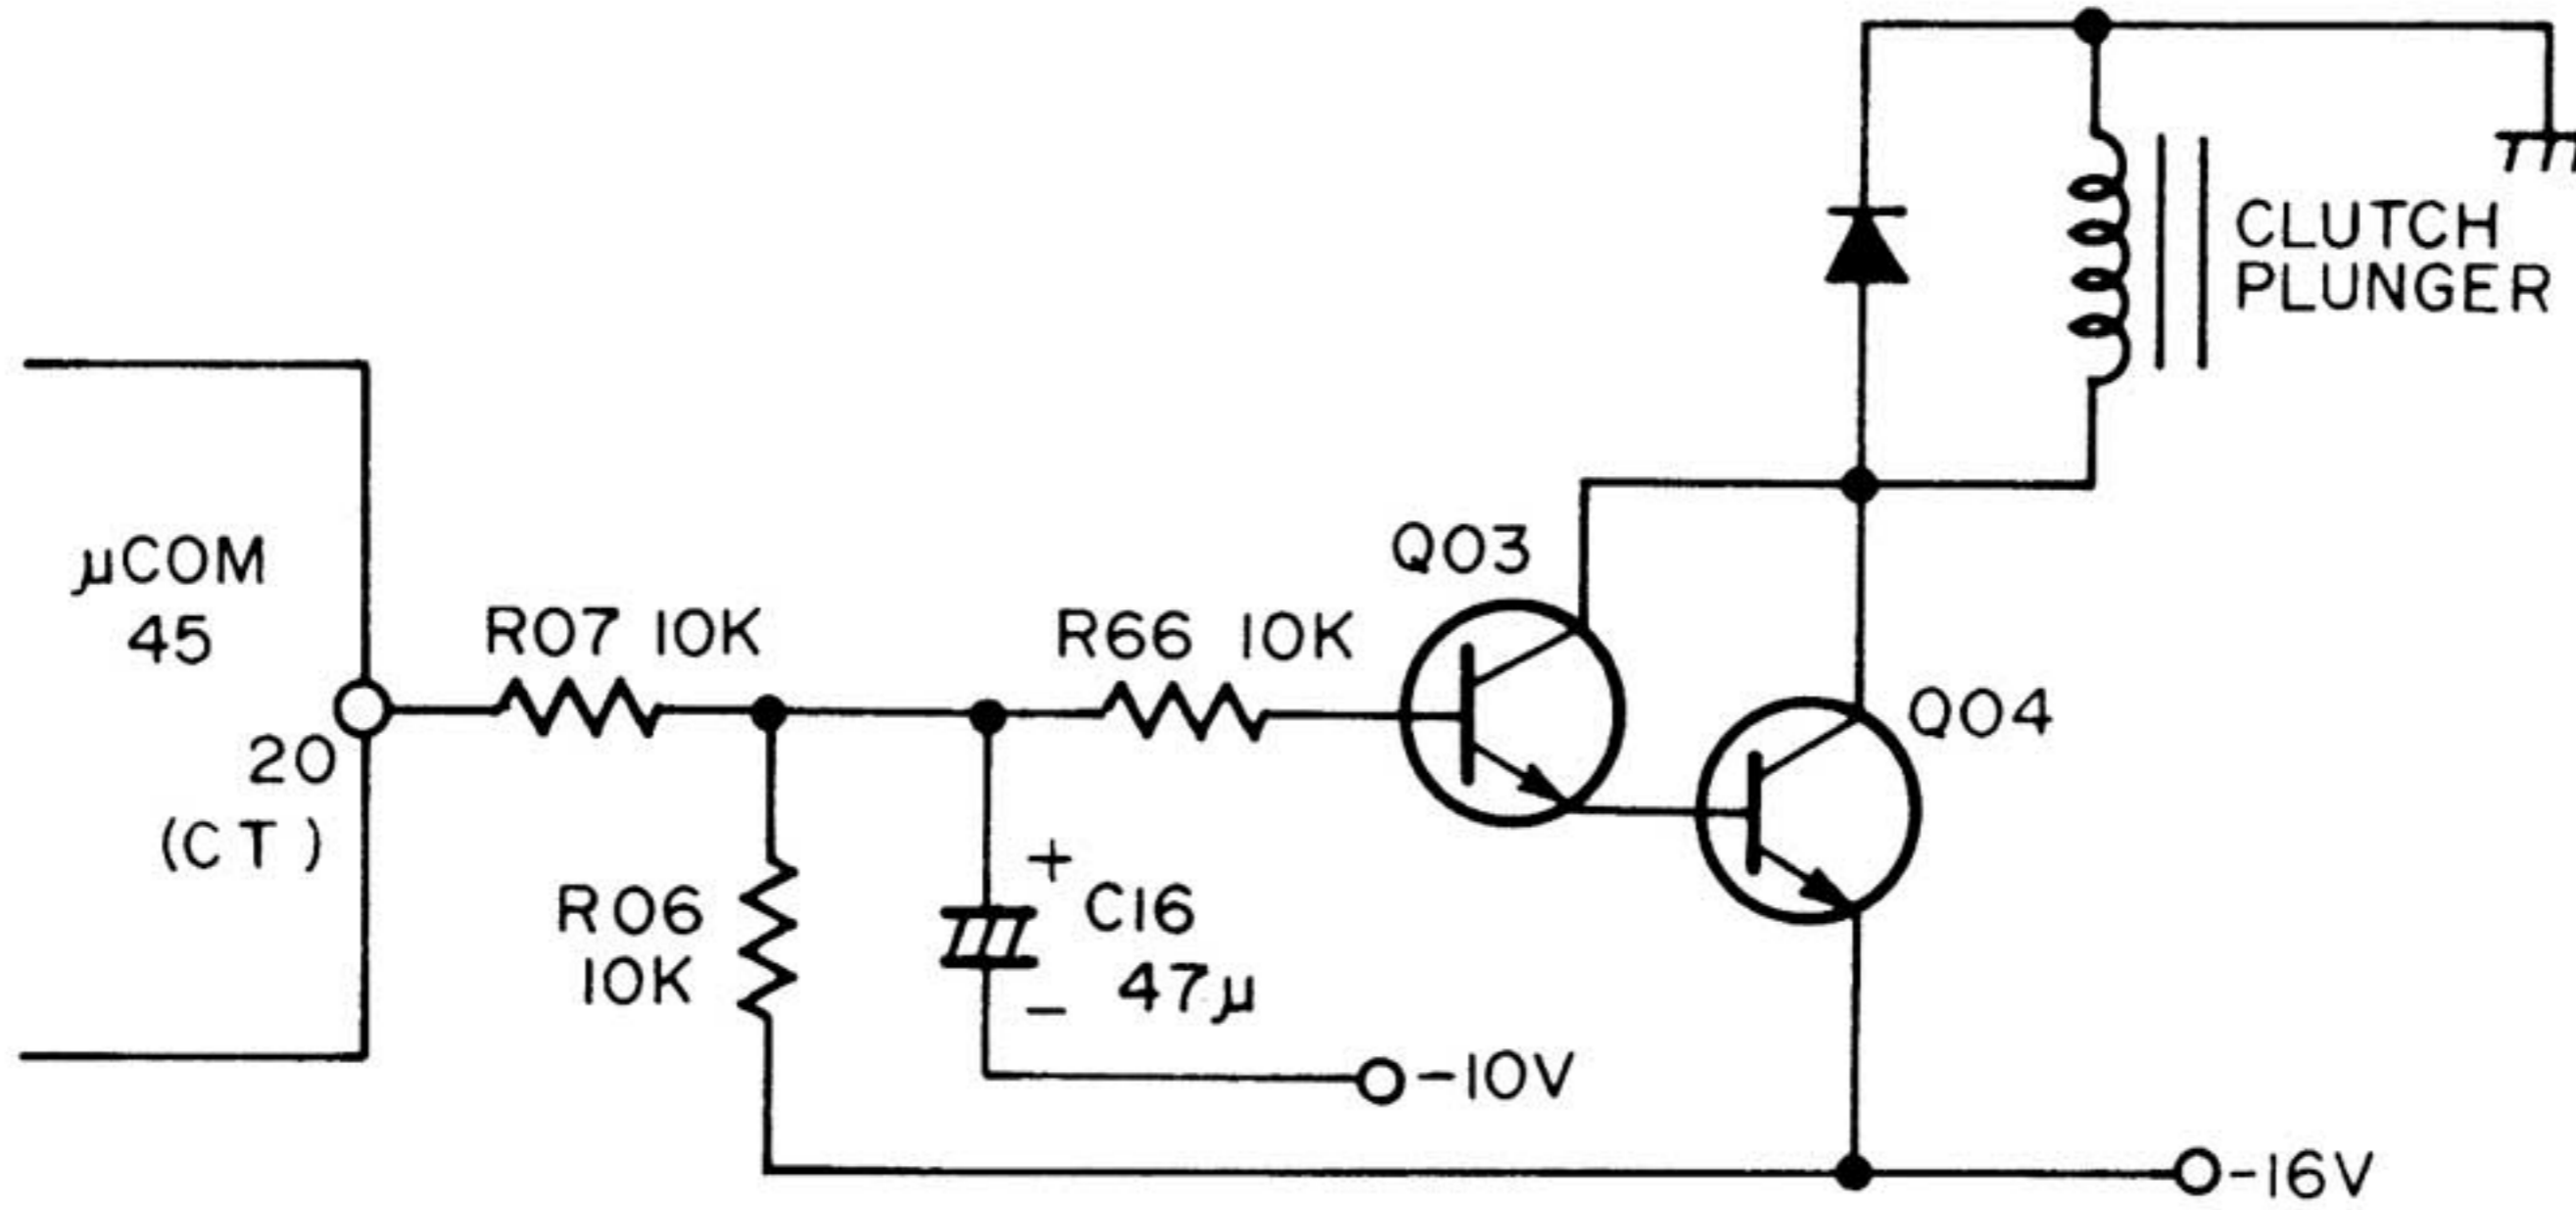 CLUTCH
PLUNGER
Q03
µCOM
45
R07 10K
R66 10K
Q04
20
(CT)
+
C16
R06
47µ
10K
−
-10V
-16V